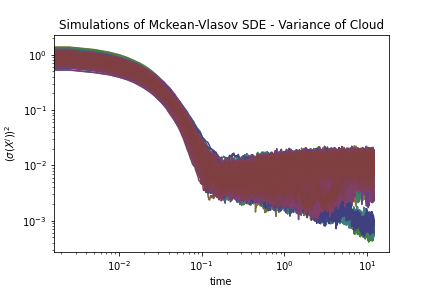 Simulations of Mckean-Vlasov SDE - Variance of Cloud
(σ(Xⁱ))²
10⁰
10⁻¹
10⁻²
10⁻³
10⁻² 10⁻¹ 10⁰ 10¹
time